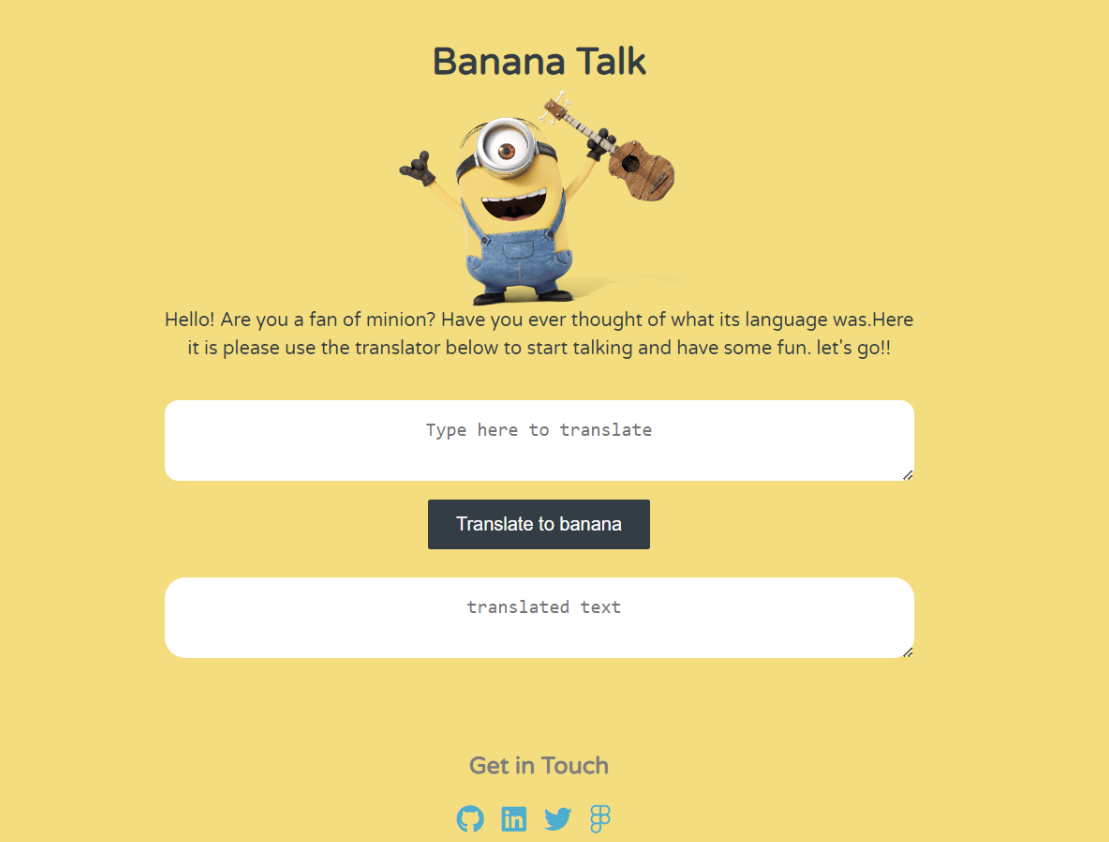 Banana Talk
Hello! Are you a fan of minion? Have you ever thought of what its language was.Here
it is please use the translator below to start talking and have some fun. let's go!!
Type here to translate
Translate to banana
translated text
Get in Touch
in